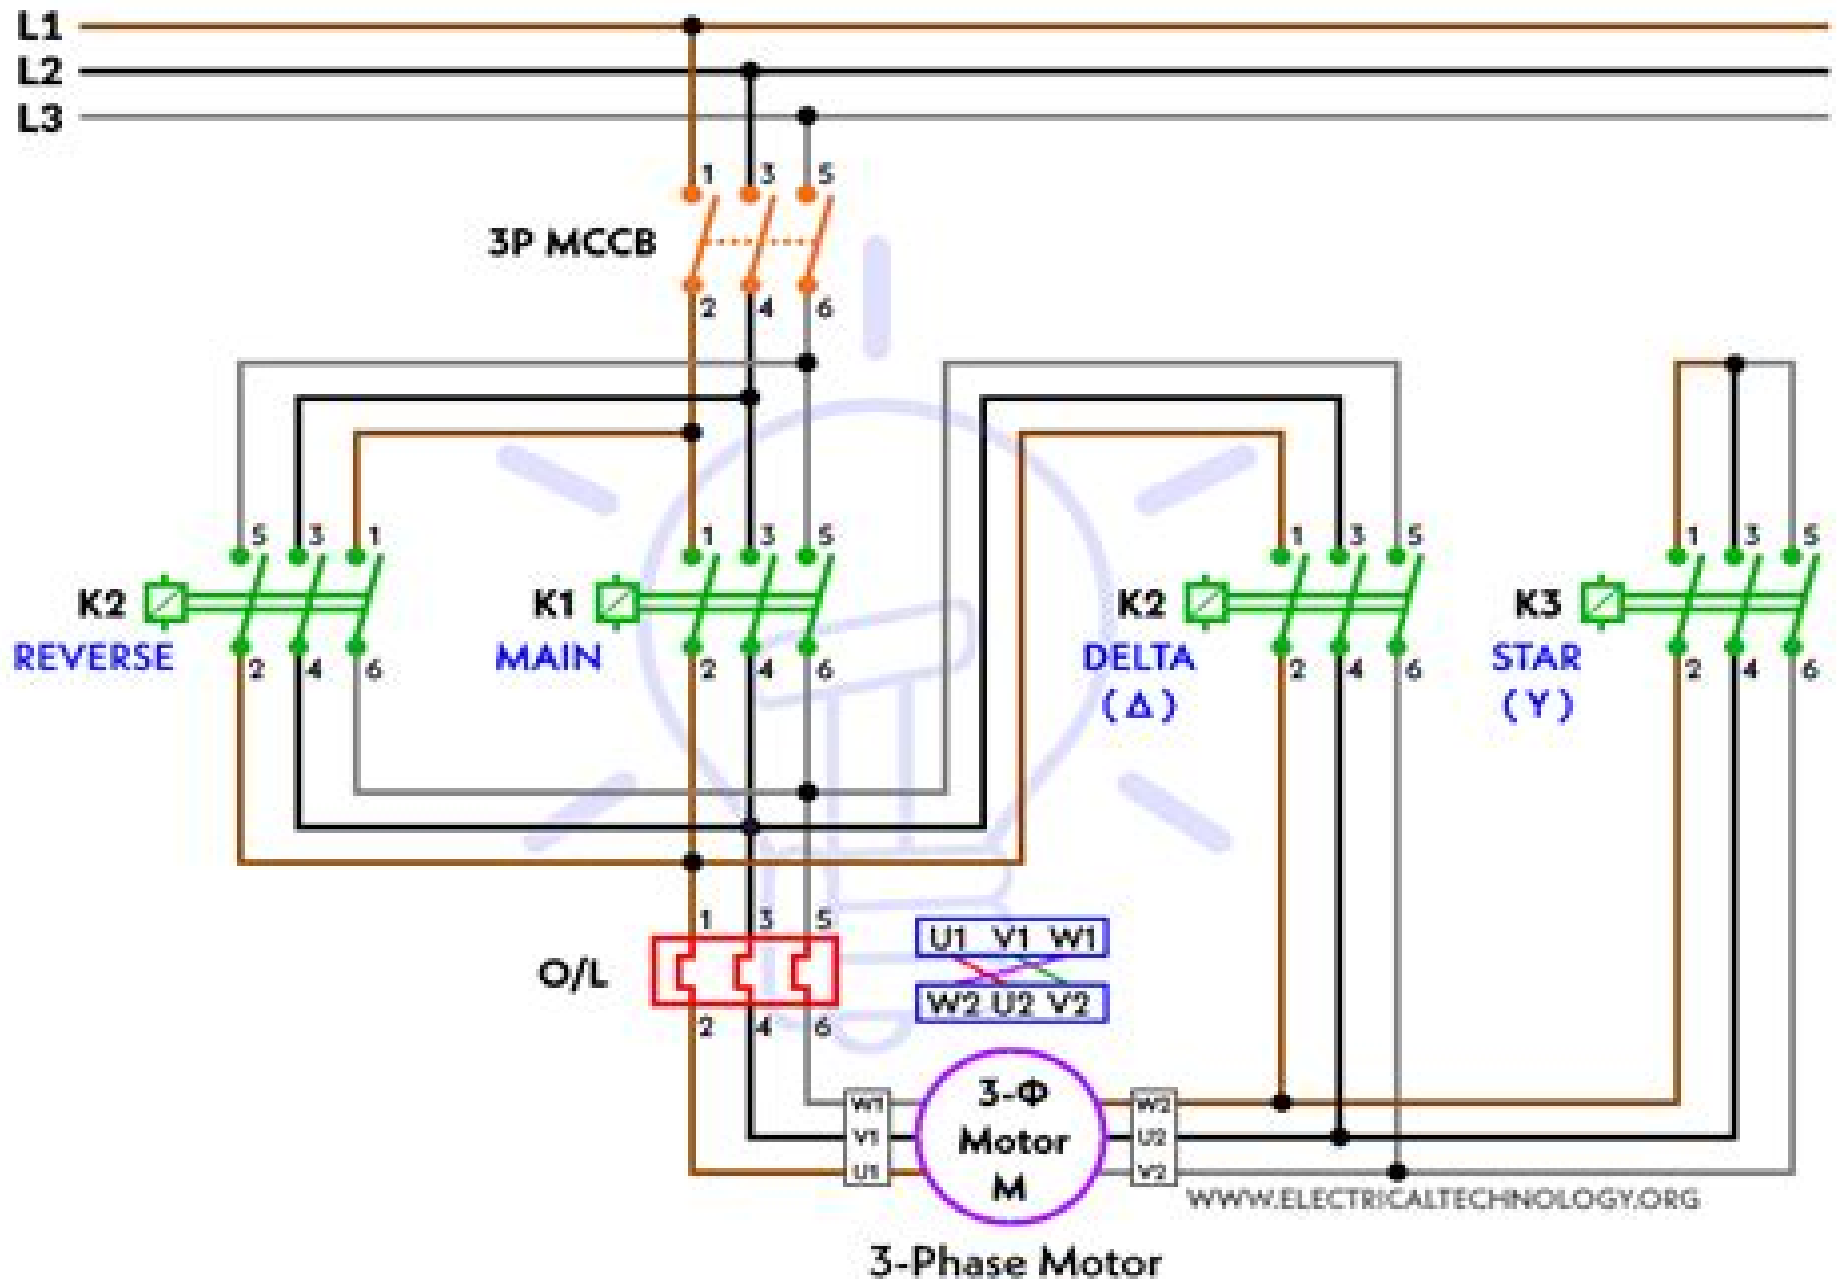 L1
L2
L3
1 3 5
3P MCCB
2 4 6
5 3 1
1 3 5
1 3 5
1 3 5
K2
REVERSE
K1
MAIN
K2
DELTA
(Δ)
K3
STAR
(Y)
2 4 6
2 4 6
2 4 6
2 4 6
1 3 5
O/L
2 4 6
U1 V1 W1
W2 U2 V2
W1
V1
U1
3-Φ
Motor
M
W2
U2
V2
WWW.ELECTRICALTECHNOLOGY.ORG
3-Phase Motor